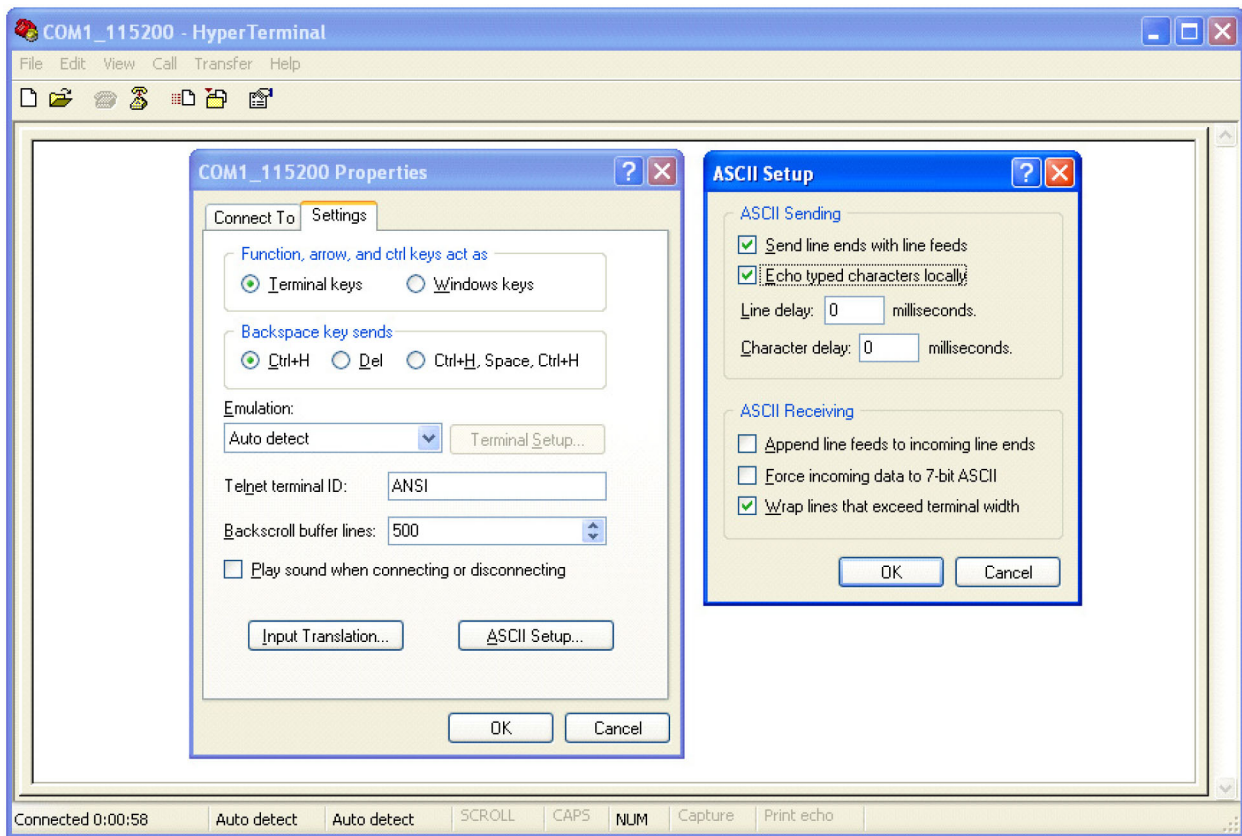 COM1_115200 - HyperTerminal
File Edit View Call Transfer Help
COM1_115200 Properties
Connect To Settings
Function, arrow, and ctrl keys act as
Terminal keys Windows keys
Backspace key sends
Ctrl+H Del Ctrl+H, Space, Ctrl+H
Emulation:
Auto detect Terminal Setup...
Telnet terminal ID: ANSI
Backscroll buffer lines: 500
Play sound when connecting or disconnecting
Input Translation... ASCII Setup...
OK Cancel
ASCII Setup
ASCII Sending
Send line ends with line feeds
Echo typed characters locally
Line delay: 0 milliseconds.
Character delay: 0 milliseconds.
ASCII Receiving
Append line feeds to incoming line ends
Force incoming data to 7-bit ASCII
Wrap lines that exceed terminal width
OK Cancel
Connected 0:00:58 Auto detect Auto detect SCROLL CAPS NUM Capture Print echo